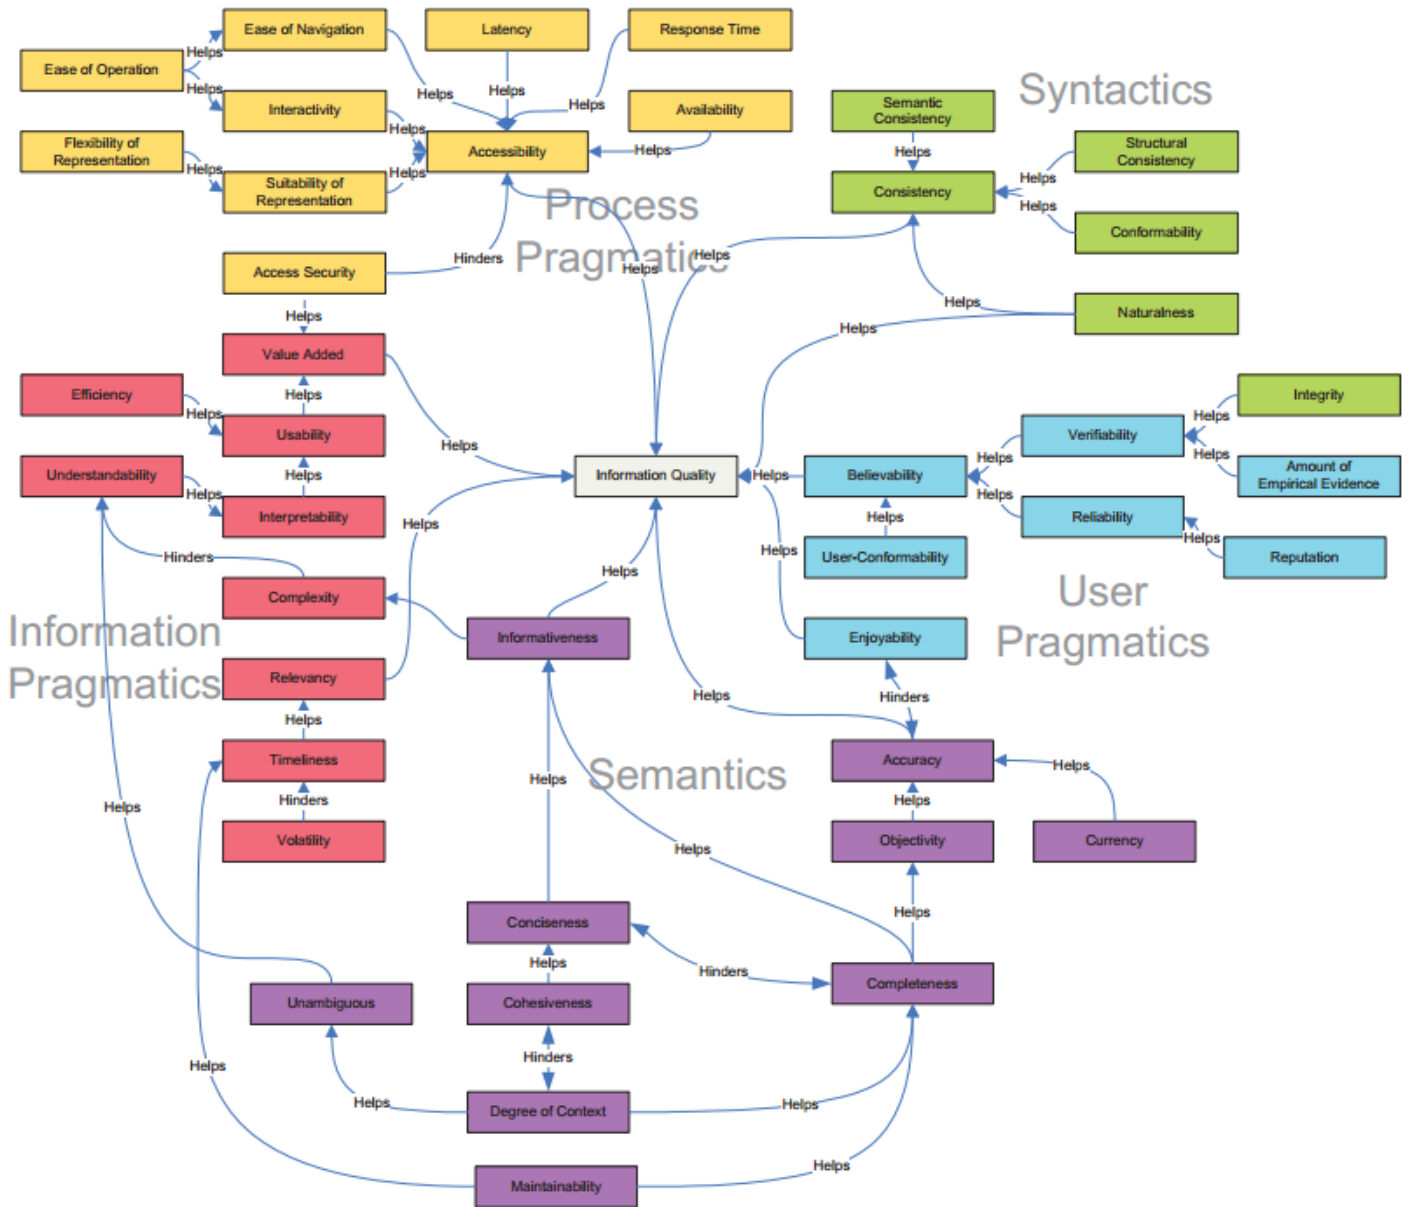 Ease of Navigation
Latency
Response Time
Helps
Ease of Operation
Helps
Helps
Helps
Helps
Interactivity
Availability
Semantic
Consistency
Syntactics
Helps
Flexibility of
Representation
Accessibility
Helps
Helps
Structural
Consistency
Helps
Helps
Suitability of
Representation
Consistency
Helps
Helps
Process
Pragmatics
Conformability
Hinders
Helps
Helps
Access Security
Helps
Helps
Naturalness
Helps
Value Added
Efficiency
Helps
Helps
Integrity
Helps
Usability
Helps
Verifiability
Helps
Understandability
Helps
Helps
Information Quality
Helps
Believability
Helps
Helps
Amount of
Empirical Evidence
Helps
Interpretability
Helps
Helps
Reliability
Helps
Hinders
Helps
Helps
User-Conformability
Reputation
Complexity
User
Pragmatics
Information
Pragmatics
Informativeness
Enjoyability
Relevancy
Helps
Hinders
Helps
Timeliness
Semantics
Accuracy
Helps
Hinders
Helps
Helps
Helps
Volatility
Objectivity
Currency
Helps
Conciseness
Helps
Helps
Hinders
Unambiguous
Cohesiveness
Completeness
Hinders
Helps
Helps
Degree of Context
Helps
Helps
Maintainability